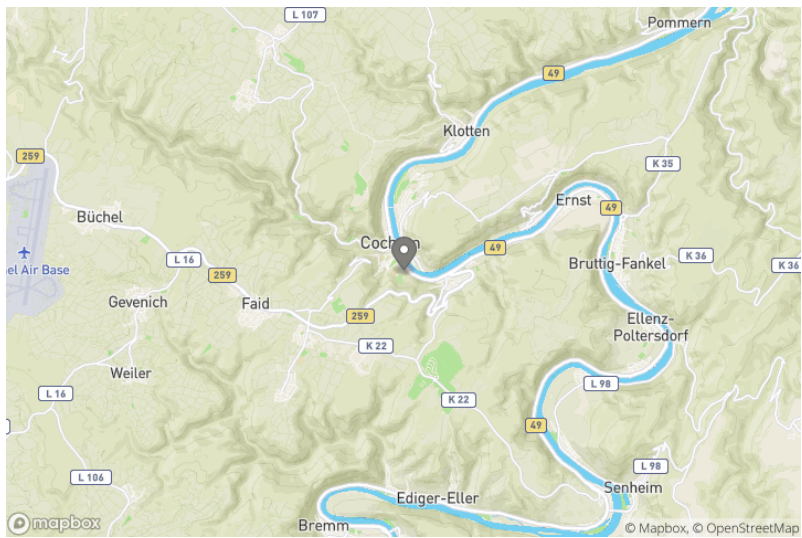 L 107
Pommern
49
Klotten
259
K 35
Ernst
49
Büchel
Cochem
49
L 16
Bruttig-Fankel
K 36
K 36
el Air Base
259
Gevenich
Faid
259
Ellenz-
Poltersdorf
K 22
Weiler
L 98
L 16
K 22
49
L 98
L 106
Senheim
Ediger-Eller
Bremm
mapbox
© Mapbox, © OpenStreetMap